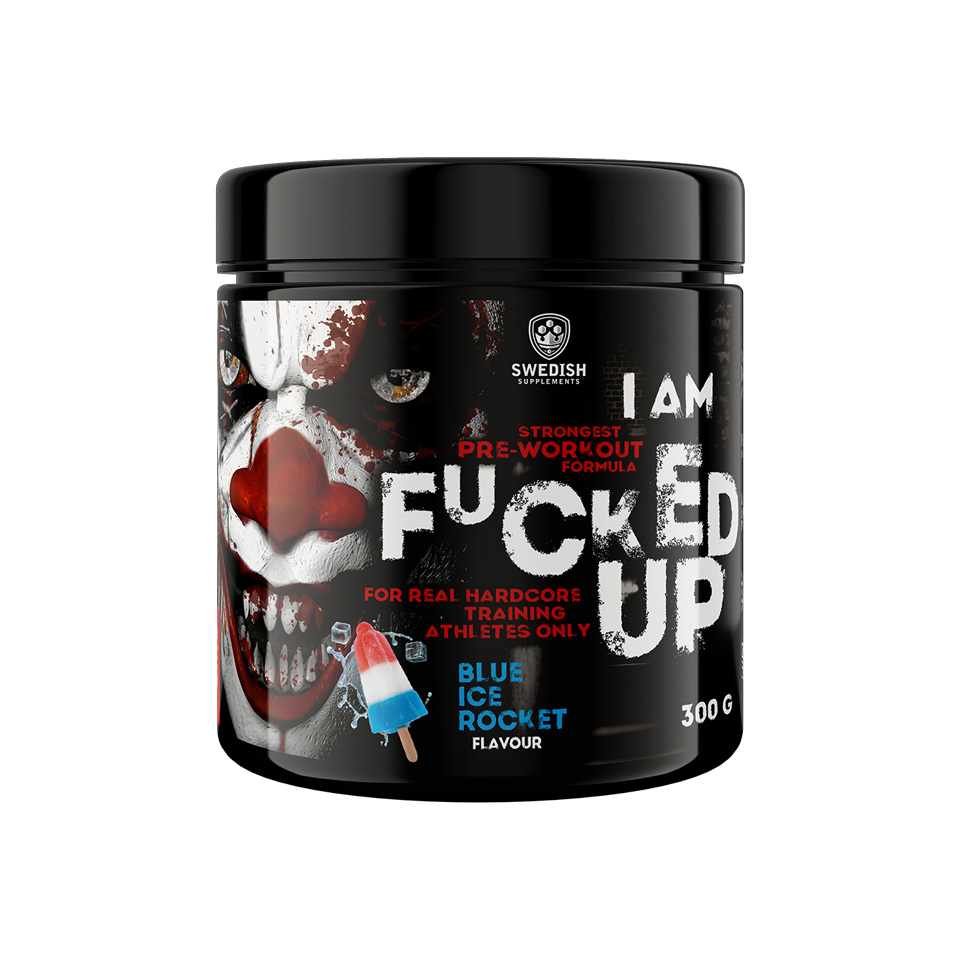 SWEDISH
SUPPLEMENTS
I AM
STRONGEST
PRE-WORKOUT
FORMULA
FUCKED
UP
FOR REAL HARDCORE
TRAINING
ATHLETES ONLY
BLUE
ICE
ROCKET
FLAVOUR
300 G